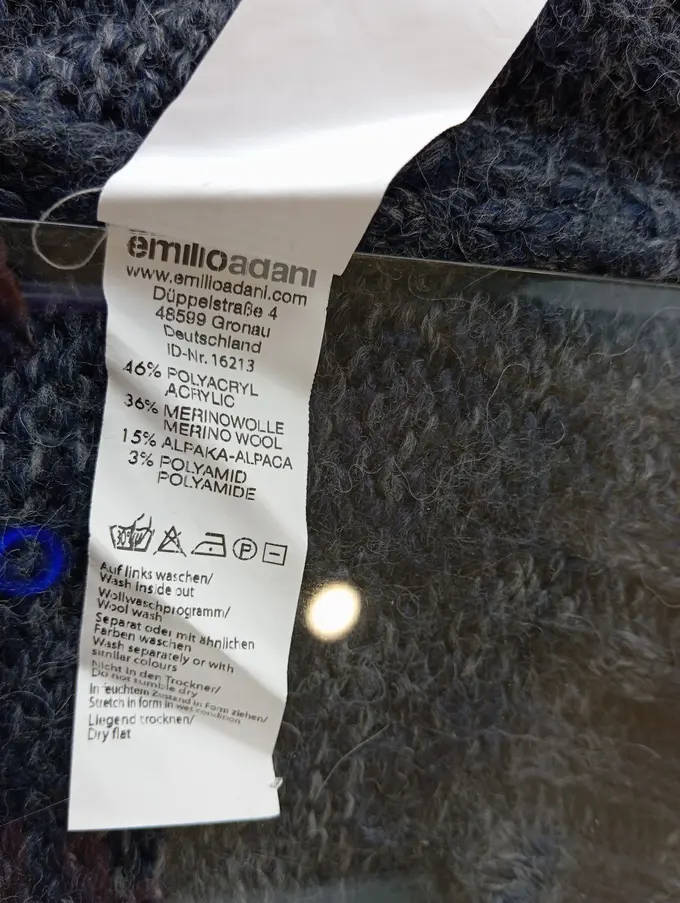 emilioadani
www.emilioadani.com
Düppelstraße 4
48599 Gronau
Deutschland
ID-Nr. 16213
46% POLYACRYL
ACRYLIC
36% MERINOWOLLE
MERINO WOOL
15% ALPAKA-ALPACA
3% POLYAMID
POLYAMIDE
30° P
Auf links waschen/
Wash inside out
Wollwaschprogramm/
Wool wash
Separat oder mit ähnlichen
Farben waschen
Wash separately or with
similar colours
Nicht in den Trockner/
Do not tumble dry
In feuchtem Zustand in Form ziehen/
Stretch in form in wet condition
Liegend trocknen/
Dry flat